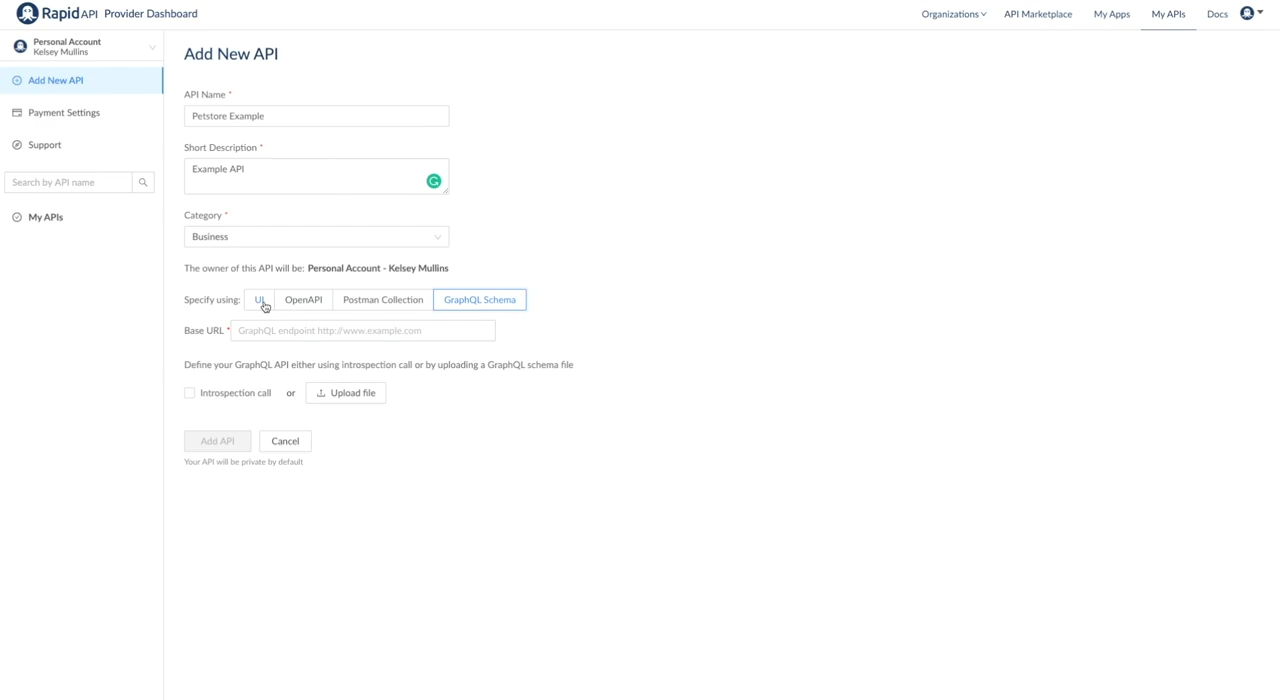 RapidAPI Provider Dashboard
Organizations API Marketplace My Apps My APIs Docs
Personal Account
Kelsey Mullins
Add New API
Payment Settings
Support
Search by API name
My APIs
Add New API
API Name *
Petstore Example
Short Description *
Example API
Category *
Business
The owner of this API will be: Personal Account - Kelsey Mullins
Specify using: UI OpenAPI Postman Collection GraphQL Schema
Base URL * GraphQL endpoint http://www.example.com
Define your GraphQL API either using introspection call or by uploading a GraphQL schema file
Introspection call or Upload file
Add API Cancel
Your API will be private by default